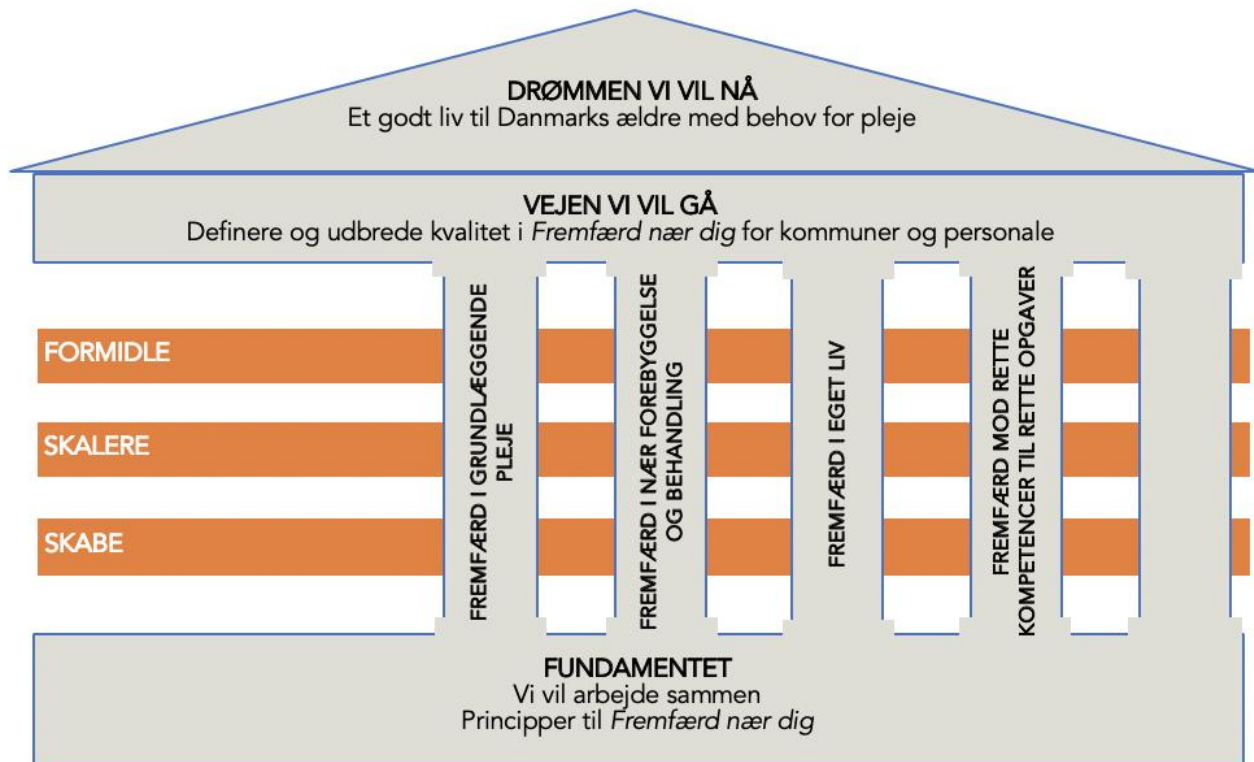 DRØMMEN VI VIL NÅ
Et godt liv til Danmarks ældre med behov for pleje
VEJEN VI VIL GÅ
Definere og udbrede kvalitet i Fremfærd nær dig for kommuner og personale
FORMIDLE
SKALERE
SKABE
FREMFÆRD I GRUNDLÆGGENDE
PLEJE
FREMFÆRD I NÆR FOREBYGGELSE
OG BEHANDLING
FREMFÆRD I EGET LIV
FREMFÆRD MOD RETTE
KOMPETENCER TIL RETTE OPGAVER
FUNDAMENTET
Vi vil arbejde sammen
Principper til Fremfærd nær dig